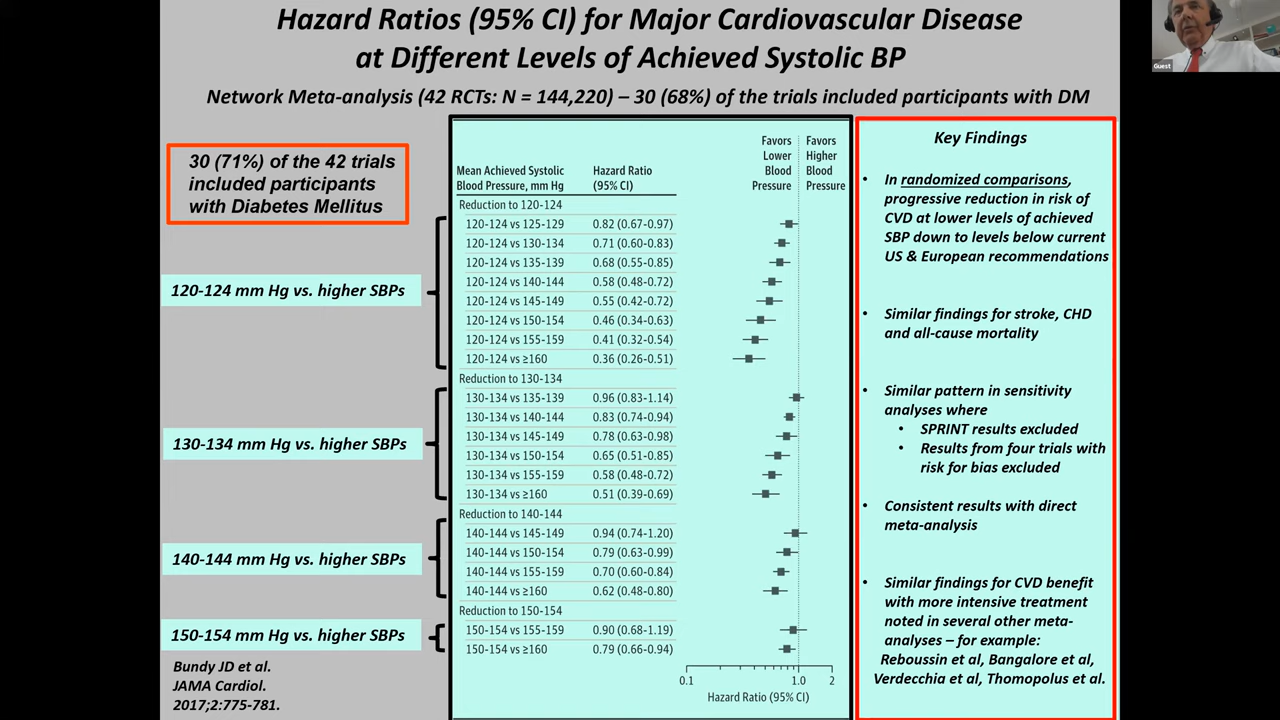 Hazard Ratios (95% CI) for Major Cardiovascular Disease
at Different Levels of Achieved Systolic BP
Guest
Network Meta-analysis (42 RCTs: N = 144,220) – 30 (68%) of the trials included participants with DM
30 (71%) of the 42 trials
included participants
with Diabetes Mellitus
120-124 mm Hg vs. higher SBPs
130-134 mm Hg vs. higher SBPs
140-144 mm Hg vs. higher SBPs
150-154 mm Hg vs. higher SBPs
Bundy JD et al.
JAMA Cardiol.
2017;2:775-781.
Favors Favors
Lower Higher
Blood Blood
Pressure Pressure
Mean Achieved Systolic Hazard Ratio
Blood Pressure, mm Hg (95% CI)
Reduction to 120-124
120-124 vs 125-129 0.82 (0.67-0.97)
120-124 vs 130-134 0.71 (0.60-0.83)
120-124 vs 135-139 0.68 (0.55-0.85)
120-124 vs 140-144 0.58 (0.48-0.72)
120-124 vs 145-149 0.55 (0.42-0.72)
120-124 vs 150-154 0.46 (0.34-0.63)
120-124 vs 155-159 0.41 (0.32-0.54)
120-124 vs ≥160 0.36 (0.26-0.51)
Reduction to 130-134
130-134 vs 135-139 0.96 (0.83-1.14)
130-134 vs 140-144 0.83 (0.74-0.94)
130-134 vs 145-149 0.78 (0.63-0.98)
130-134 vs 150-154 0.65 (0.51-0.85)
130-134 vs 155-159 0.58 (0.48-0.72)
130-134 vs ≥160 0.51 (0.39-0.69)
Reduction to 140-144
140-144 vs 145-149 0.94 (0.74-1.20)
140-144 vs 150-154 0.79 (0.63-0.99)
140-144 vs 155-159 0.70 (0.60-0.84)
140-144 vs ≥160 0.62 (0.48-0.80)
Reduction to 150-154
150-154 vs 155-159 0.90 (0.68-1.19)
150-154 vs ≥160 0.79 (0.66-0.94)
0.1 1.0 2
Hazard Ratio (95% CI)
Key Findings
• In randomized comparisons,
progressive reduction in risk of
CVD at lower levels of achieved
SBP down to levels below current
US & European recommendations
• Similar findings for stroke, CHD
and all-cause mortality
• Similar pattern in sensitivity
analyses where
• SPRINT results excluded
• Results from four trials with
risk for bias excluded
• Consistent results with direct
meta-analysis
• Similar findings for CVD benefit
with more intensive treatment
noted in several other meta-
analyses – for example:
Reboussin et al, Bangalore et al,
Verdecchia et al, Thomopolus et al.